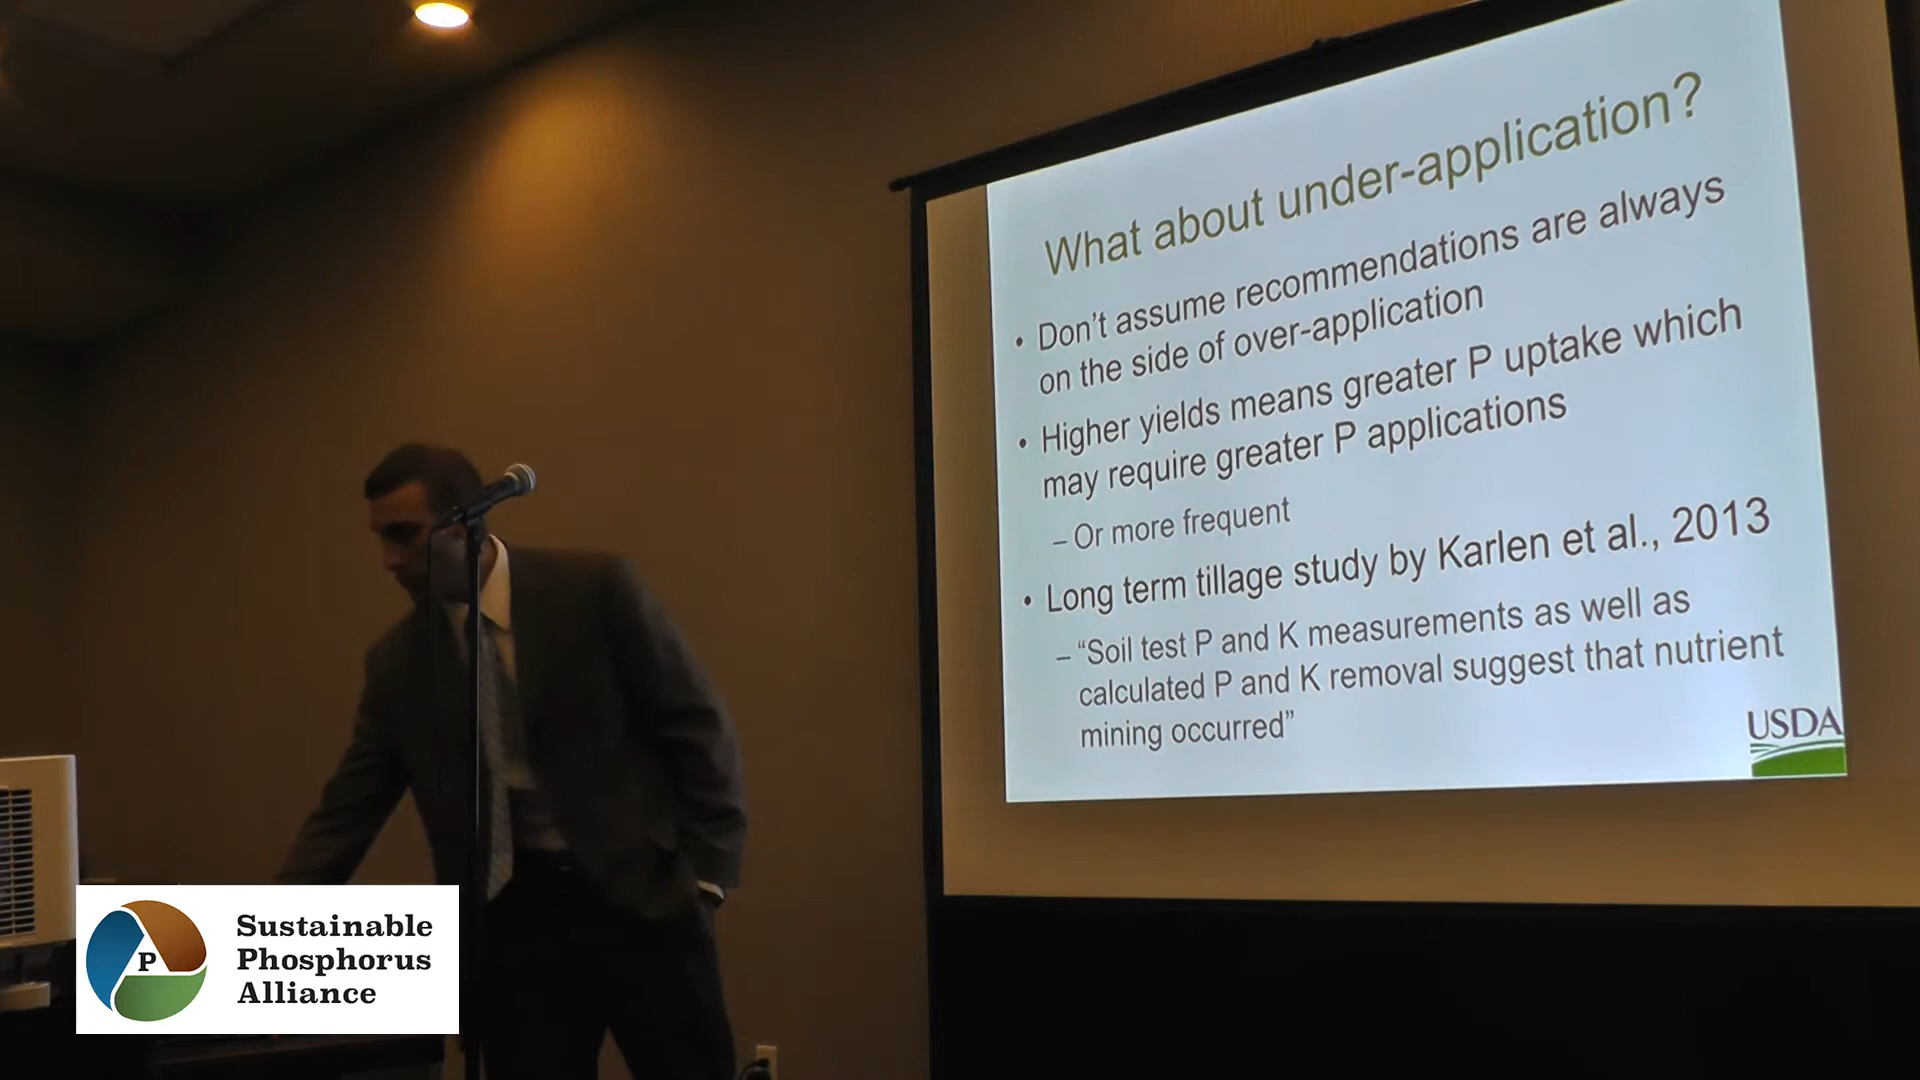 What about under-application?
• Don't assume recommendations are always
on the side of over-application
• Higher yields means greater P uptake which
may require greater P applications
– Or more frequent
• Long term tillage study by Karlen et al., 2013
– “Soil test P and K measurements as well as
calculated P and K removal suggest that nutrient
mining occurred”
USDA
P
Sustainable
Phosphorus
Alliance